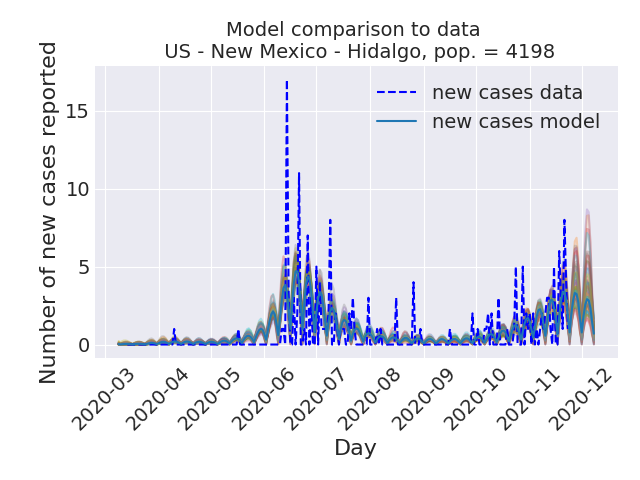 Model comparison to data
US - New Mexico - Hidalgo, pop. = 4198
new cases data
new cases model
Number of new cases reported
15
10
5
0
2020-03
2020-04
2020-05
2020-06
2020-07
2020-08
2020-09
2020-10
2020-11
2020-12
Day